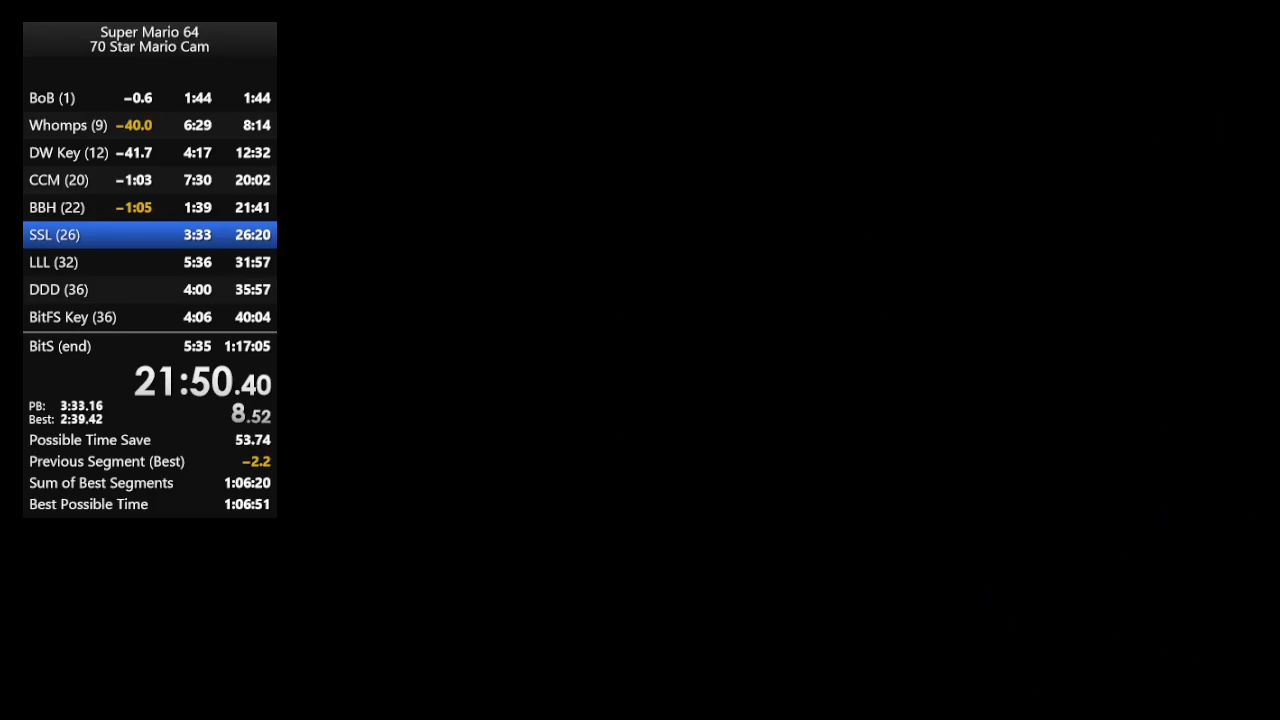 Super Mario 64
70 Star Mario Cam
BoB (1) −0.6 1:44 1:44
Whomps (9) −40.0 6:29 8:14
DW Key (12) −41.7 4:17 12:32
CCM (20) −1:03 7:30 20:02
BBH (22) −1:05 1:39 21:41
SSL (26) 3:33 26:20
LLL (32) 5:36 31:57
DDD (36) 4:00 35:57
BitFS Key (36) 4:06 40:04
BitS (end) 5:35 1:17:05
21:50.40
PB: 3:33.16
Best: 2:39.42
8.52
Possible Time Save 53.74
Previous Segment (Best) −2.2
Sum of Best Segments 1:06:20
Best Possible Time 1:06:51